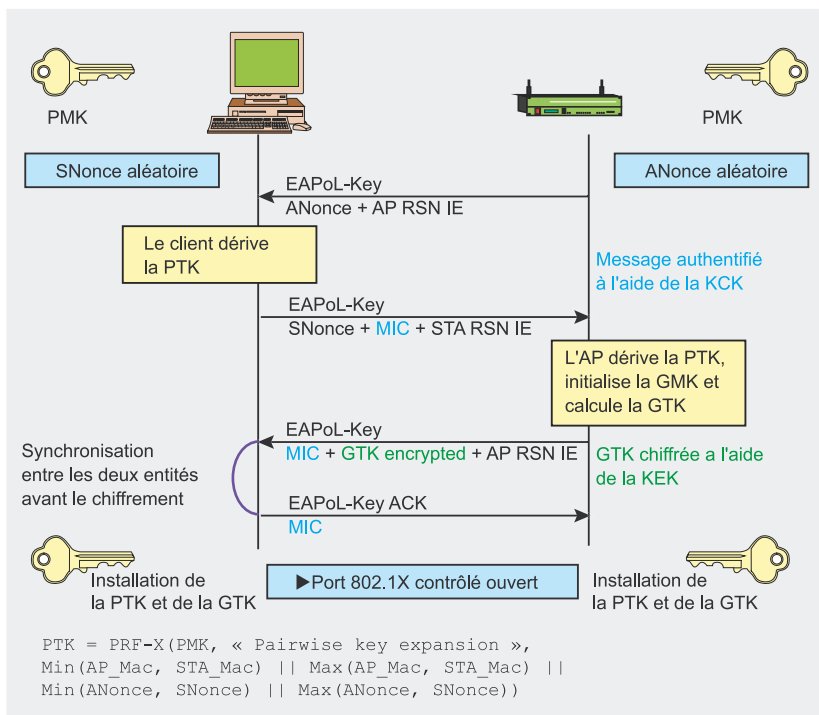 PMK
PMK
SNonce aléatoire
ANonce aléatoire
EAPoL-Key
ANonce + AP RSN IE
Le client dérive
la PTK
Message authentifié
à l'aide de la KCK
EAPoL-Key
SNonce + MIC + STA RSN IE
L'AP dérive la PTK,
initialise la GMK et
calcule la GTK
EAPoL-Key
MIC + GTK encrypted + AP RSN IE
Synchronisation
entre les deux entités
avant le chiffrement
GTK chiffrée a l'aide
de la KEK
EAPoL-Key ACK
MIC
Installation de
la PTK et de la GTK
▶Port 802.1X contrôlé ouvert
Installation de
la PTK et de la GTK
PTK = PRF-X(PMK, « Pairwise key expansion »,
Min(AP_Mac, STA_Mac) || Max(AP_Mac, STA_Mac) ||
Min(ANonce, SNonce) || Max(ANonce, SNonce))